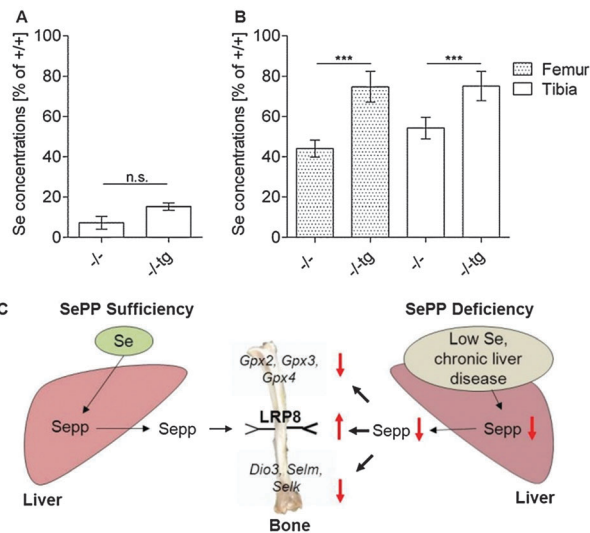 A
Se concentrations [% of +/+]
100
80
60
40
20
0
n.s.
-/-
-/-tg
B
Se concentrations [% of +/+]
100
80
60
40
20
0
***
***
-/-
-/-tg
-/-
-/-tg
Femur
Tibia
C
SePP Sufficiency
SePP Deficiency
Se
Low Se,
chronic liver
disease
Gpx2, Gpx3,
Gpx4
LRP8
Sepp
Sepp
Sepp
Sepp
Dio3, Selm,
Selk
Liver
Liver
Bone